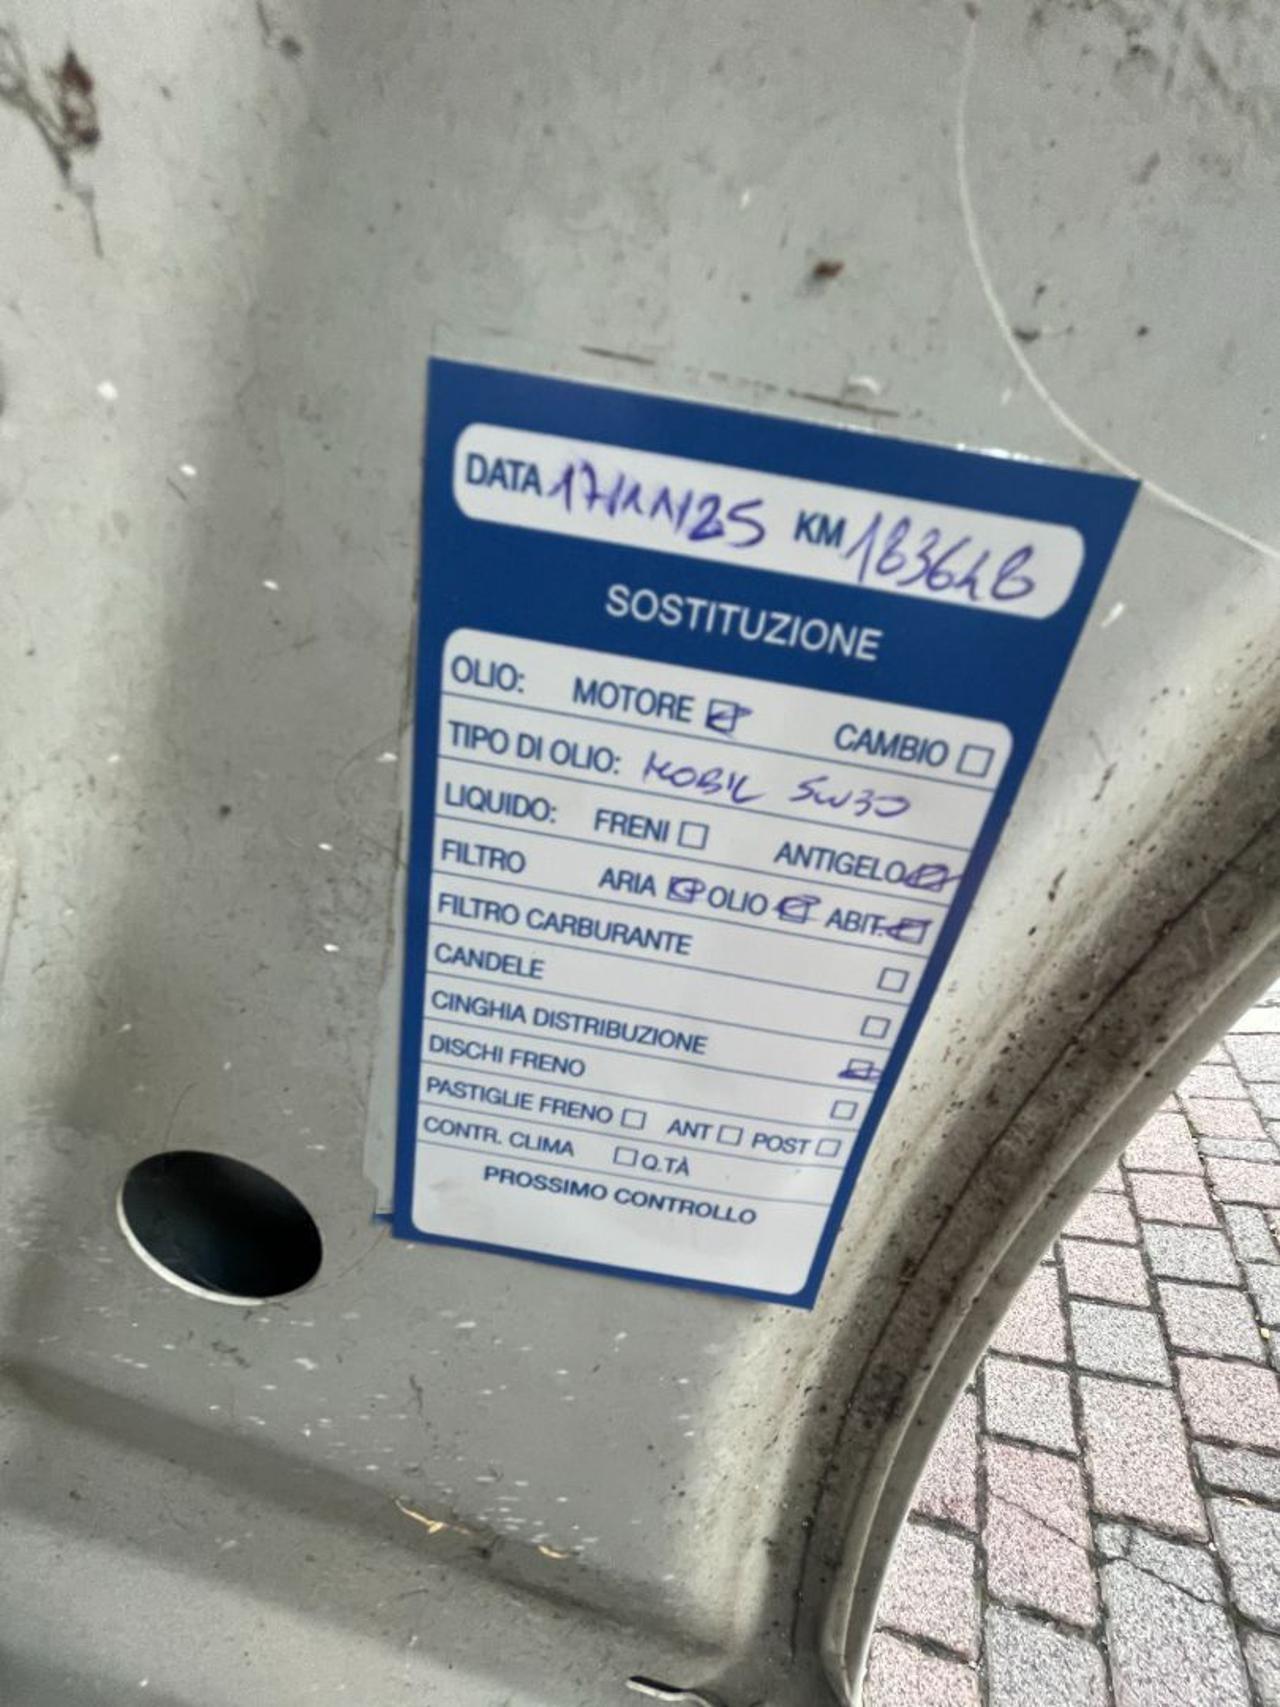 DATA 17/11/25 KM 183648
SOSTITUZIONE
OLIO: MOTORE CAMBIO
TIPO DI OLIO: MOBIL 5W30
LIQUIDO: FRENI ANTIGELO
FILTRO ARIA OLIO ABIT.
FILTRO CARBURANTE
CANDELE
CINGHIA DISTRIBUZIONE
DISCHI FRENO
PASTIGLIE FRENO ANT POST
CONTR. CLIMA Q.TÀ
PROSSIMO CONTROLLO